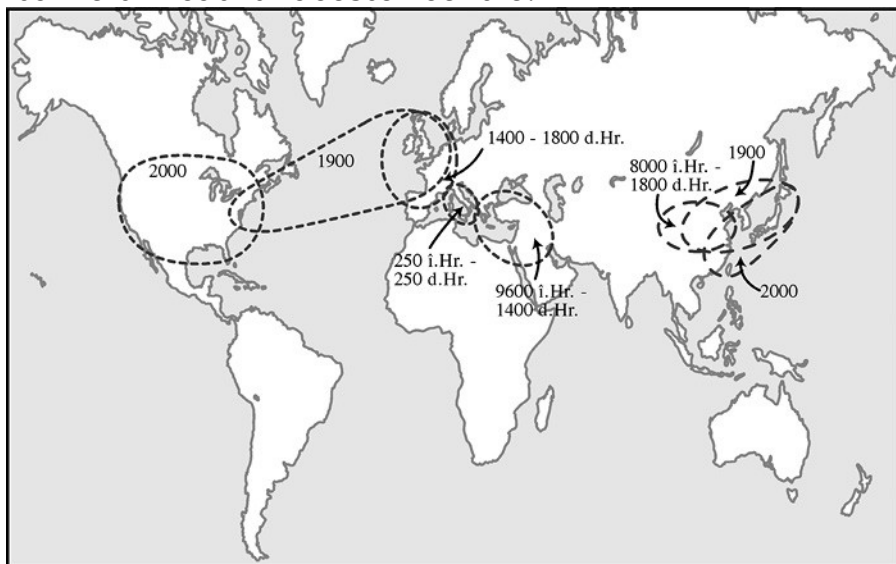 2000
1900
1400 - 1800 d.Hr.
8000 î.Hr. -
1800 d.Hr.
1900
250 î.Hr. -
250 d.Hr.
9600 î.Hr. -
1400 d.Hr.
2000